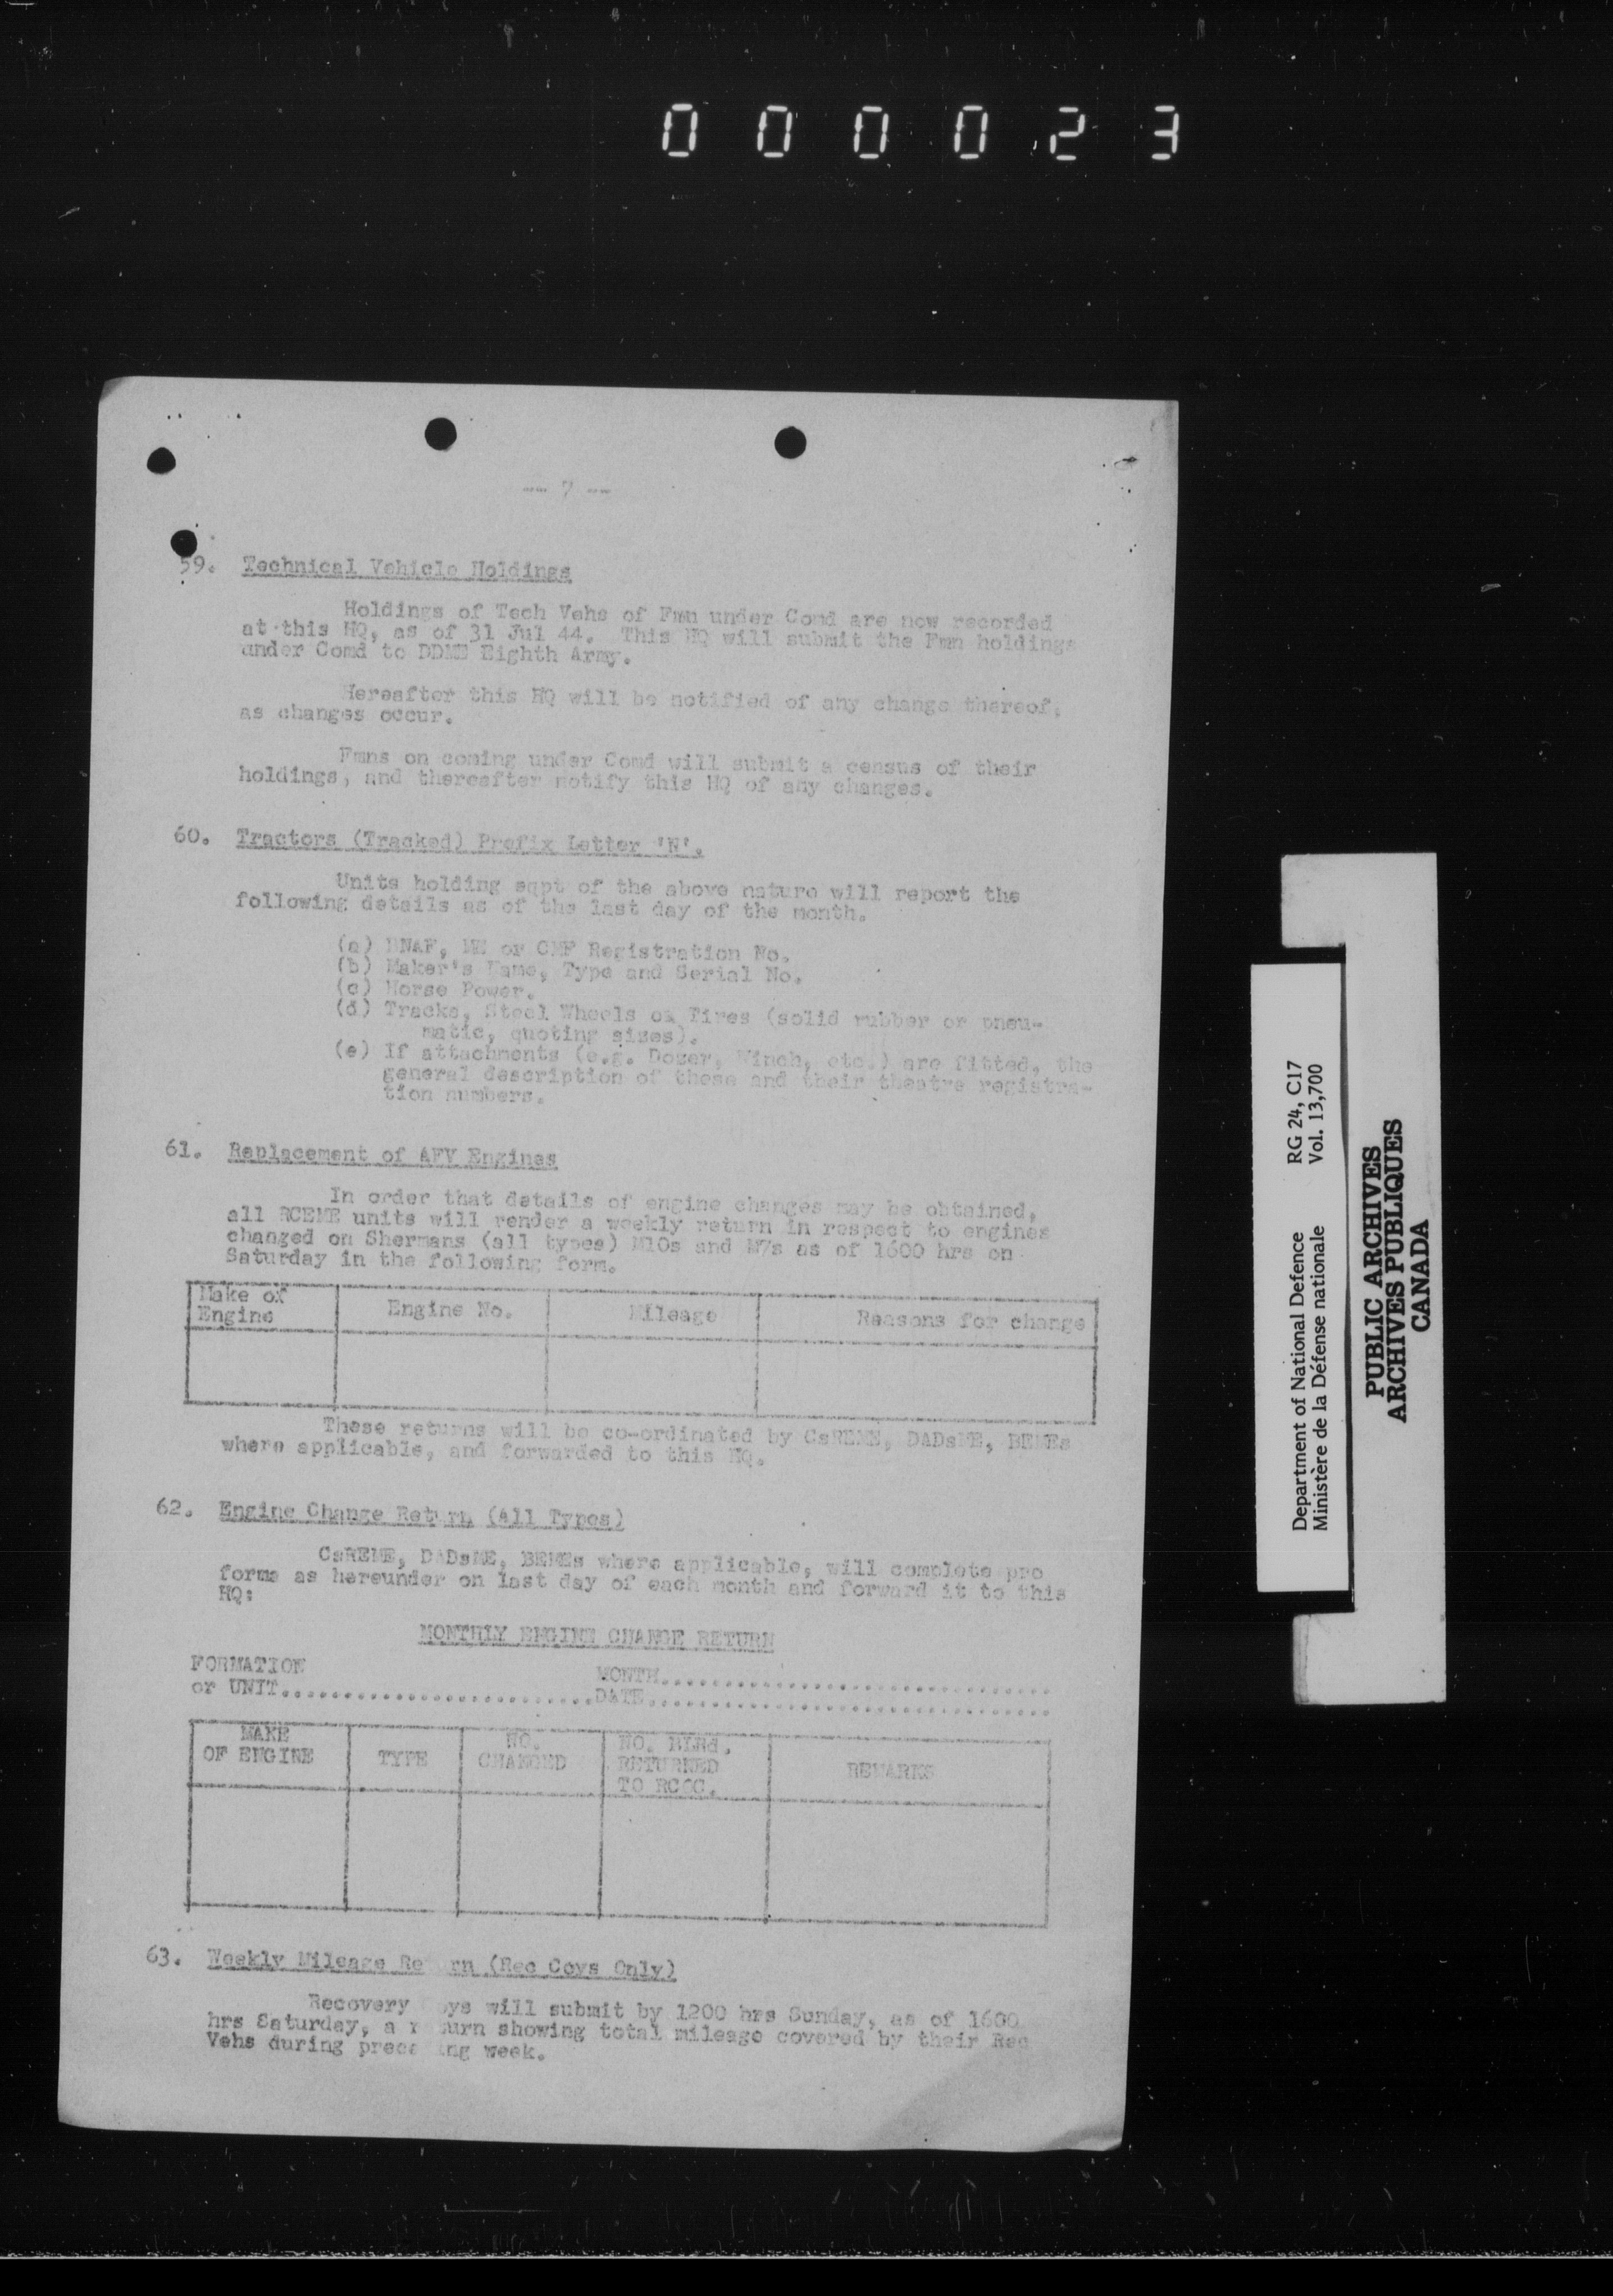 000023
-- 7 --
59. Technical Vehicle Holdings
Holdings of Tech Vehs of Fmn under Comd are now recorded
at this HQ, as of 31 Jul 44. This HQ will submit the Fmn holdings
under Comd to DDME Eighth Army.
Hereafter this HQ will be notified of any change thereof,
as changes occur.
Fmns on coming under Comd will submit a census of their
holdings, and thereafter notify this HQ of any changes.
60. Tractors (Tracked) Prefix Letter 'N'.
Units holding eqpt of the above nature will report the
following details as of the last day of the month.
(a) BNAF, ME or CMF Registration No.
(b) Maker's Name, Type and Serial No.
(c) Horse Power.
(d) Tracks, Steel Wheels or Tires (solid rubber or pneu-
matic, quoting sizes).
(e) If attachments (e.g. Dozer, Winch, etc.) are fitted, the
general description of these and their theatre registra-
tion numbers.
61. Replacement of AFV Engines
In order that details of engine changes may be obtained,
all RCEME units will render a weekly return in respect to engines
changed on Shermans (all types) M10s and M7s as of 1600 hrs on
Saturday in the following form.
Make of
Engine
Engine No.
Mileage
Reasons for change
These returns will be co-ordinated by CsREME, DADsME, BEMEs
where applicable, and forwarded to this HQ.
62. Engine Change Return (All Types)
CsREME, DADsME, BEMEs where applicable, will complete pro
forma as hereunder on last day of each month and forward it to this
HQ:
MONTHLY ENGINE CHANGE RETURN
FORMATION
or UNIT.........................
MONTH...............................
DATE................................
MAKE
OF ENGINE
TYPE
NO.
CHANGED
NO.
RETURNED
TO RCOC.
REMARKS
63. Weekly Mileage Re rn (Rec Coys Only)
Recovery oys will submit by 1200 hrs Sunday, as of 1600
hrs Saturday, a r urn showing total mileage covered by their Rec
Vehs during prece ing week.
Department of National Defence RG 24, C17
Ministère de la Défense nationale Vol. 13,700
PUBLIC ARCHIVES
ARCHIVES PUBLIQUES
CANADA